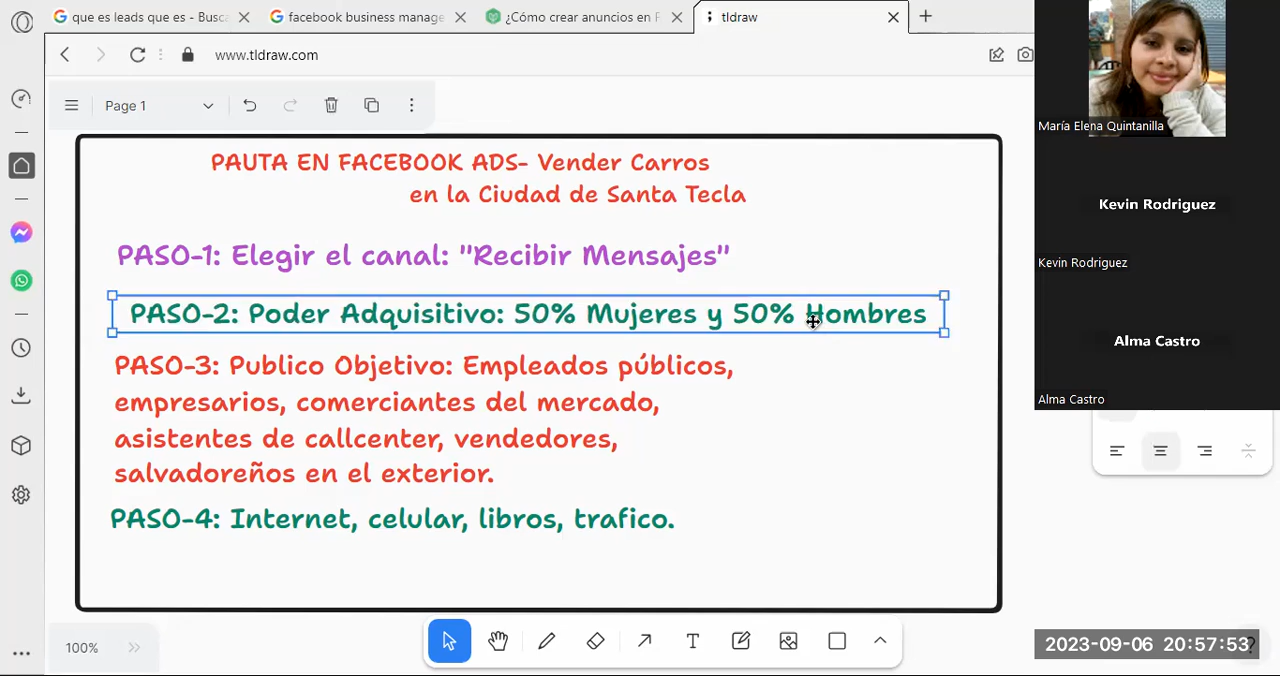 que es leads que es - Busca
facebook business manage
¿Cómo crear anuncios en F
tldraw
www.tldraw.com
Page 1
PAUTA EN FACEBOOK ADS- Vender Carros
en la Ciudad de Santa Tecla
PASO-1: Elegir el canal: "Recibir Mensajes"
PASO-2: Poder Adquisitivo: 50% Mujeres y 50% Hombres
PASO-3: Publico Objetivo: Empleados públicos,
empresarios, comerciantes del mercado,
asistentes de callcenter, vendedores,
salvadoreños en el exterior.
PASO-4: Internet, celular, libros, trafico.
100%
María Elena Quintanilla
Kevin Rodriguez
Kevin Rodriguez
Alma Castro
Alma Castro
2023-09-06 20:57:53